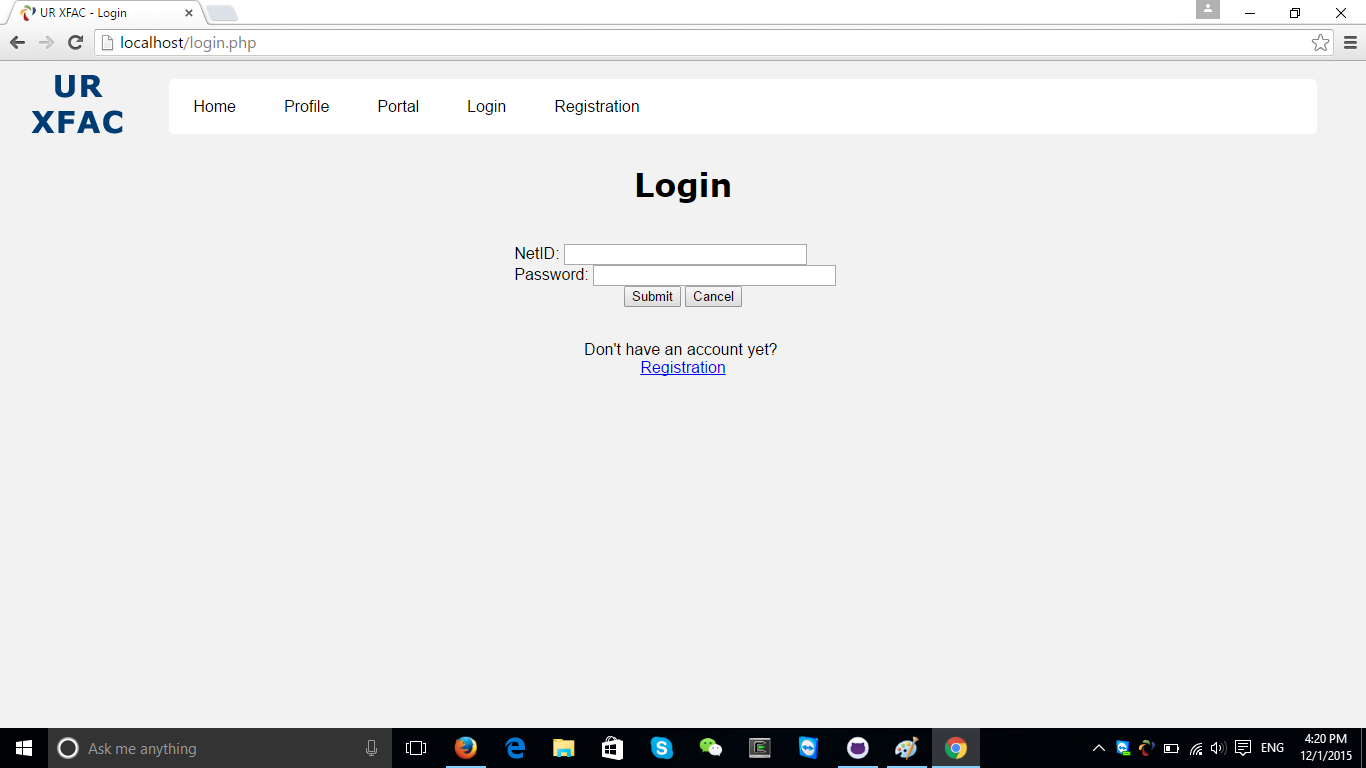 UR XFAC - Login
localhost/login.php
UR
XFAC
Home Profile Portal Login Registration
Login
NetID:
Password:
Submit Cancel
Don't have an account yet?
Registration
Ask me anything
ENG
4:20 PM
12/1/2015